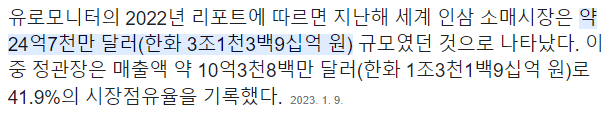 유로모니터의 2022년 리포트에 따르면 지난해 세계 인삼 소매시장은 약
24억7천만 달러(한화 3조1천3백9십억 원) 규모였던 것으로 나타났다. 이
중 정관장은 매출액 약 10억3천8백만 달러(한화 1조3천1백9십억 원)로
41.9%의 시장점유율을 기록했다. 2023. 1. 9.